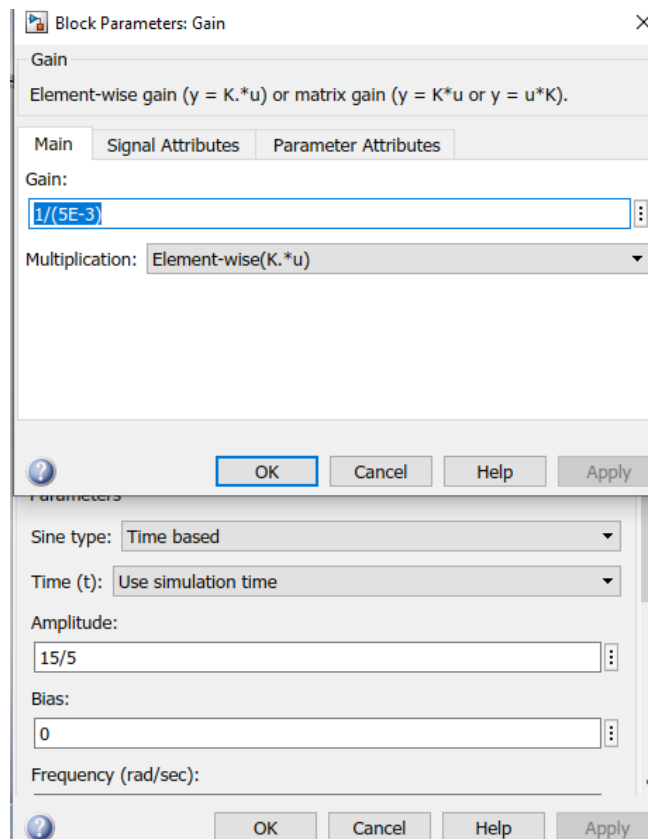 Block Parameters: Gain
Gain
Element-wise gain (y = K.*u) or matrix gain (y = K*u or y = u*K).
Main Signal Attributes Parameter Attributes
Gain:
1/(5E-3)
Multiplication: Element-wise(K.*u)
OK Cancel Help Apply
Parameters
Sine type: Time based
Time (t): Use simulation time
Amplitude:
15/5
Bias:
0
Frequency (rad/sec):
OK Cancel Help Apply